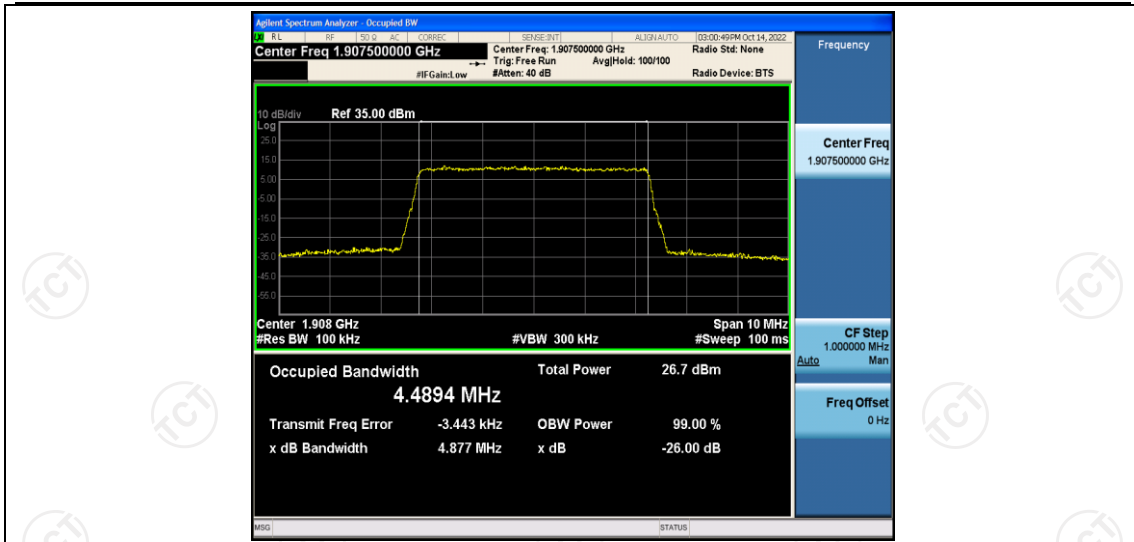 Agilent Spectrum Analyzer - Occupied BW
LXI RL RF 50 Ω AC CORREC SENSE:INT ALIGN AUTO 03:00:49PM Oct 14, 2022
Center Freq 1.907500000 GHz
Center Freq: 1.907500000 GHz Radio Std: None
Trig: Free Run Avg|Hold: 100/100
#IFGain:Low #Atten: 40 dB Radio Device: BTS
10 dB/div Ref 35.00 dBm
Log
25.0
15.0
5.00
-5.00
-15.0
-25.0
-35.0
-45.0
-55.0
Center 1.908 GHz Span 10 MHz
#Res BW 100 kHz #VBW 300 kHz #Sweep 100 ms
Occupied Bandwidth Total Power 26.7 dBm
4.4894 MHz
Transmit Freq Error -3.443 kHz OBW Power 99.00 %
x dB Bandwidth 4.877 MHz x dB -26.00 dB
MSG STATUS
Frequency
Center Freq
1.907500000 GHz
CF Step
1.000000 MHz
Auto Man
Freq Offset
0 Hz
TCT
TCT
TCT
TCT
TCT
TCT